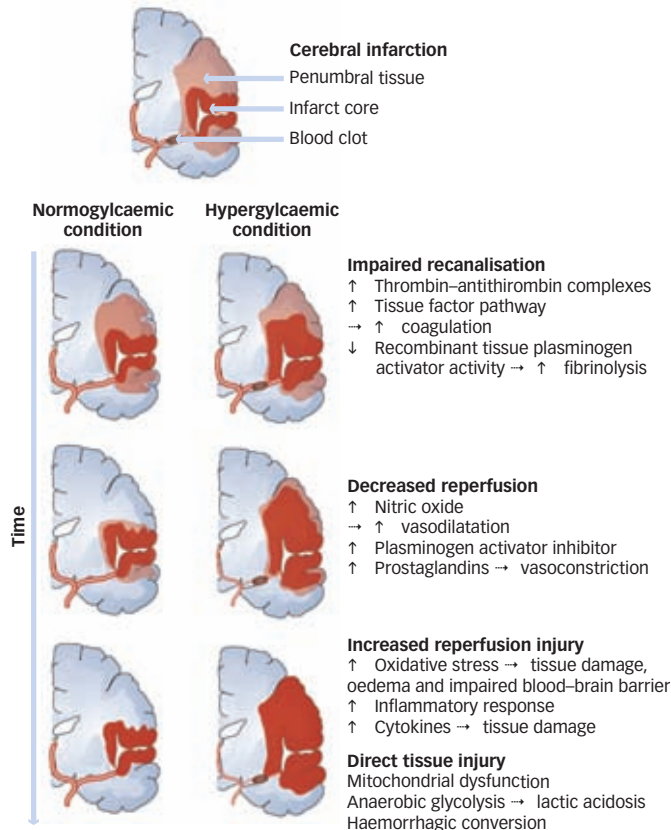 Cerebral infarction
Penumbral tissue
Infarct core
Blood clot
Normogylcaemic
condition
Hypergylcaemic
condition
Time
Impaired recanalisation
↑ Thrombin–antithrombin complexes
↑ Tissue factor pathway
⇢ ↑ coagulation
↓ Recombinant tissue plasminogen
activator activity ⇢ ↑ fibrinolysis
Decreased reperfusion
↑ Nitric oxide
⇢ ↑ vasodilatation
↑ Plasminogen activator inhibitor
↑ Prostaglandins ⇢ vasoconstriction
Increased reperfusion injury
↑ Oxidative stress ⇢ tissue damage,
oedema and impaired blood–brain barrier
↑ Inflammatory response
↑ Cytokines ⇢ tissue damage
Direct tissue injury
Mitochondrial dysfunction
Anaerobic glycolysis ⇢ lactic acidosis
Haemorrhagic conversion